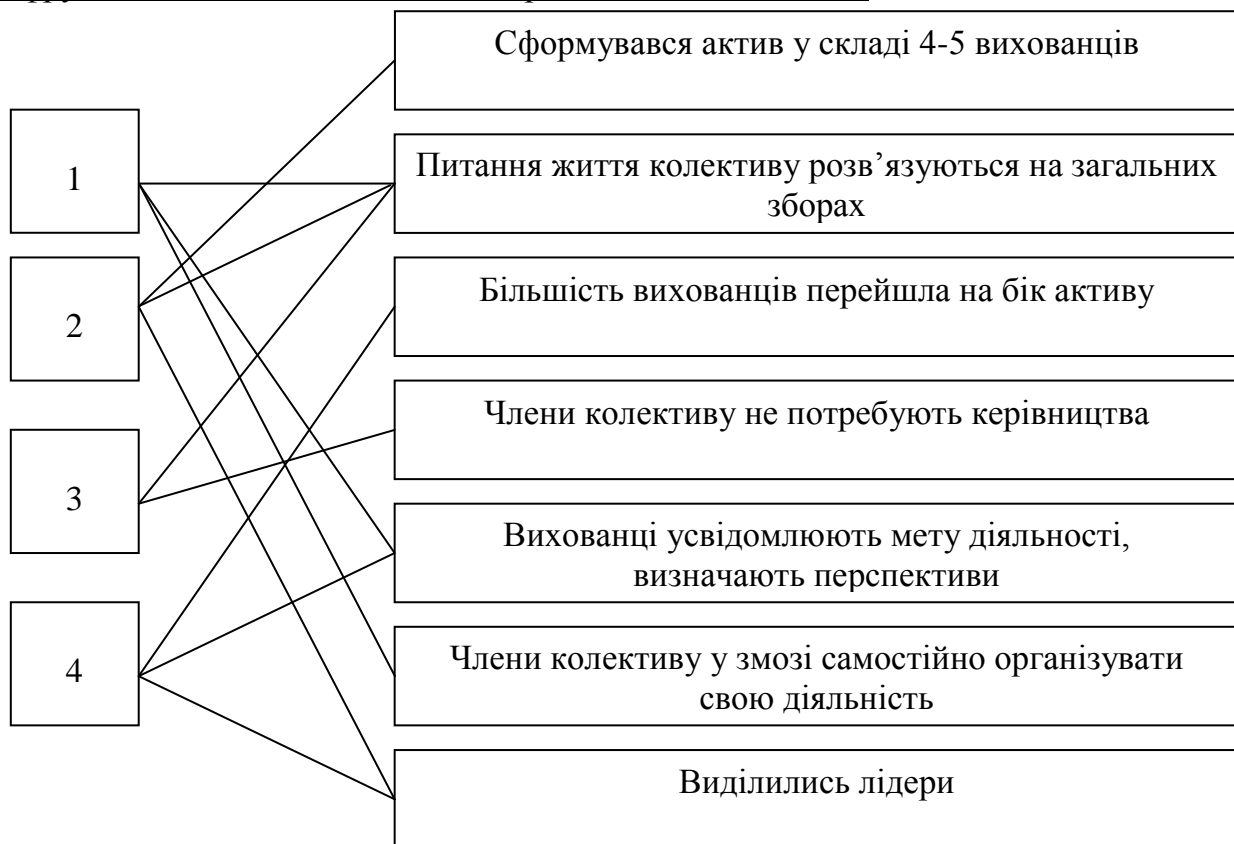 Сформувався актив у складі 4-5 вихованців
1
Питання життя колективу розв’язуються на загальних
зборах
2
Більшість вихованців перейшла на бік активу
3
Члени колективу не потребують керівництва
Вихованці усвідомлюють мету діяльності,
визначають перспективи
4
Члени колективу у змозі самостійно організувати
свою діяльність
Виділились лідери